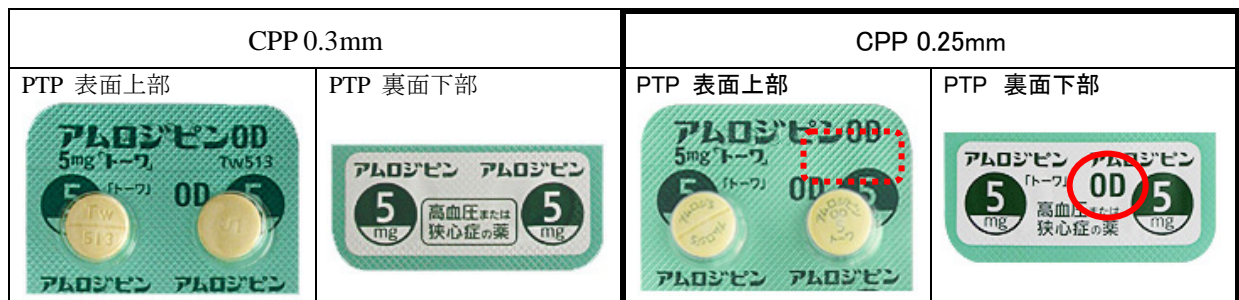 CPP 0.3mm
CPP 0.25mm
PTP 表面上部
PTP 裏面下部
PTP 表面上部
PTP 裏面下部
アムロジピンOD
5mg「トーワ」 Tw513
5 「トーワ」 OD 5
Tw
513
アムロジピン アムロジピン
アムロジピン アムロジピン
5 mg 高血圧または 5 mg
狭心症の薬
アムロジピンOD
5mg「トーワ」
5 「トーワ」 OD
アムロジピン アムロジピン
アムロジピン アムロジピン
「トーワ」 OD
5 mg 高血圧または 5 mg
狭心症の薬